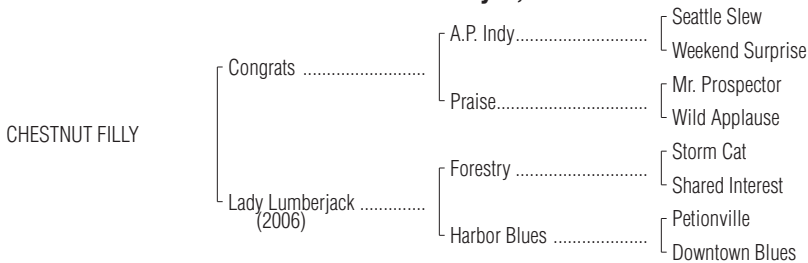 Seattle Slew
A.P. Indy
Weekend Surprise
Congrats
Mr. Prospector
Praise
Wild Applause
CHESTNUT FILLY
Storm Cat
Forestry
Shared Interest
Lady Lumberjack
(2006)
Petionville
Harbor Blues
Downtown Blues